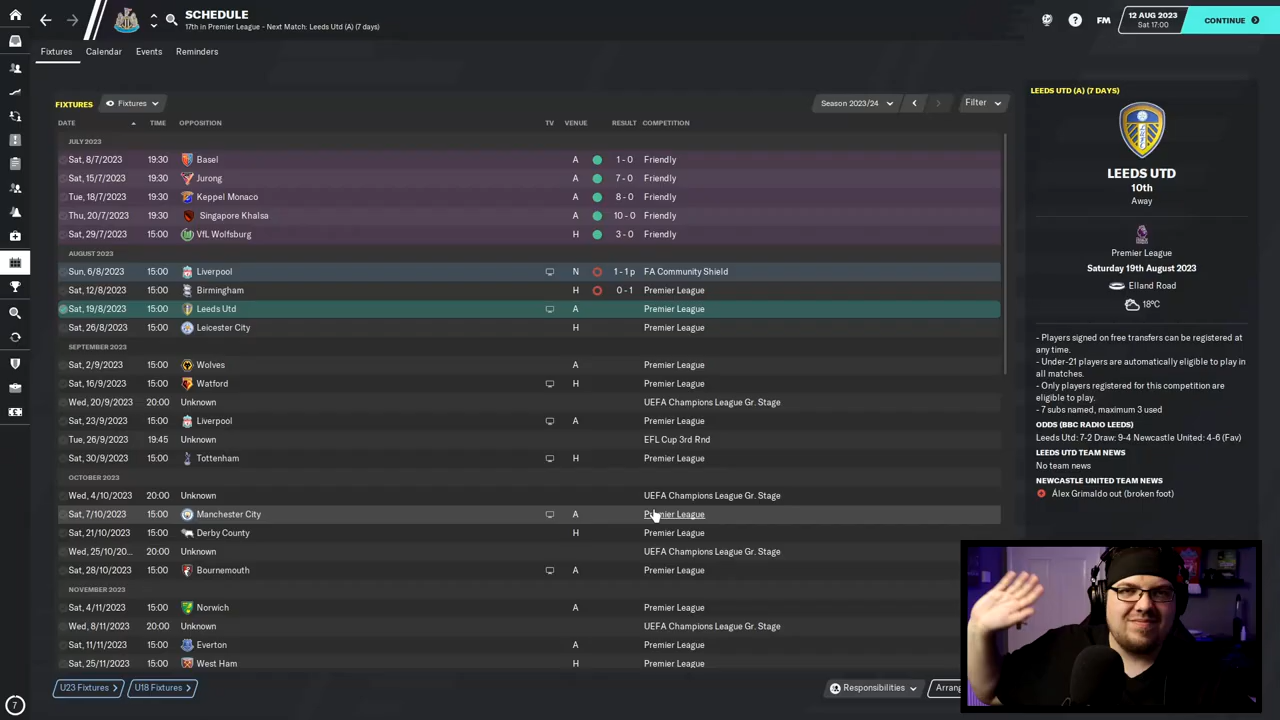 SCHEDULE
17th in Premier League - Next Match: Leeds Utd (A) (7 days)
FM
12 AUG 2023
Sat 17:00
CONTINUE
Fixtures Calendar Events Reminders
FIXTURES Fixtures Season 2023/24 Filter
DATE TIME OPPOSITION TV VENUE RESULT COMPETITION
JULY 2023
Sat, 8/7/2023 19:30 Basel A 1 - 0 Friendly
Sat, 15/7/2023 19:30 Jurong A 7 - 0 Friendly
Tue, 18/7/2023 19:30 Keppel Monaco A 8 - 0 Friendly
Thu, 20/7/2023 19:30 Singapore Khalsa A 10 - 0 Friendly
Sat, 29/7/2023 15:00 VfL Wolfsburg H 3 - 0 Friendly
AUGUST 2023
Sun, 6/8/2023 15:00 Liverpool N 1 - 1 p FA Community Shield
Sat, 12/8/2023 15:00 Birmingham H 0 - 1 Premier League
Sat, 19/8/2023 15:00 Leeds Utd A Premier League
Sat, 26/8/2023 15:00 Leicester City H Premier League
SEPTEMBER 2023
Sat, 2/9/2023 15:00 Wolves A Premier League
Sat, 16/9/2023 15:00 Watford H Premier League
Wed, 20/9/2023 20:00 Unknown UEFA Champions League Gr. Stage
Sat, 23/9/2023 15:00 Liverpool A Premier League
Tue, 26/9/2023 19:45 Unknown EFL Cup 3rd Rnd
Sat, 30/9/2023 15:00 Tottenham H Premier League
OCTOBER 2023
Wed, 4/10/2023 20:00 Unknown UEFA Champions League Gr. Stage
Sat, 7/10/2023 15:00 Manchester City A Premier League
Sat, 21/10/2023 15:00 Derby County H Premier League
Wed, 25/10/20... 20:00 Unknown UEFA Champions League Gr. Stage
Sat, 28/10/2023 15:00 Bournemouth A Premier League
NOVEMBER 2023
Sat, 4/11/2023 15:00 Norwich A Premier League
Wed, 8/11/2023 20:00 Unknown UEFA Champions League Gr. Stage
Sat, 11/11/2023 15:00 Everton A Premier League
Sat, 25/11/2023 15:00 West Ham H Premier League
7
U23 Fixtures U18 Fixtures Responsibilities Arrang
LEEDS UTD (A) (7 DAYS)
LEEDS UTD
10th
Away
Premier League
Saturday 19th August 2023
Elland Road
18ºC
- Players signed on free transfers can be registered at
any time.
- Under-21 players are automatically eligible to play in
all matches.
- Only players registered for this competition are
eligible to play.
- 7 subs named, maximum 3 used
ODDS (BBC RADIO LEEDS)
Leeds Utd: 7-2 Draw: 9-4 Newcastle United: 4-6 (Fav)
LEEDS UTD TEAM NEWS
No team news
NEWCASTLE UNITED TEAM NEWS
Álex Grimaldo out (broken foot)